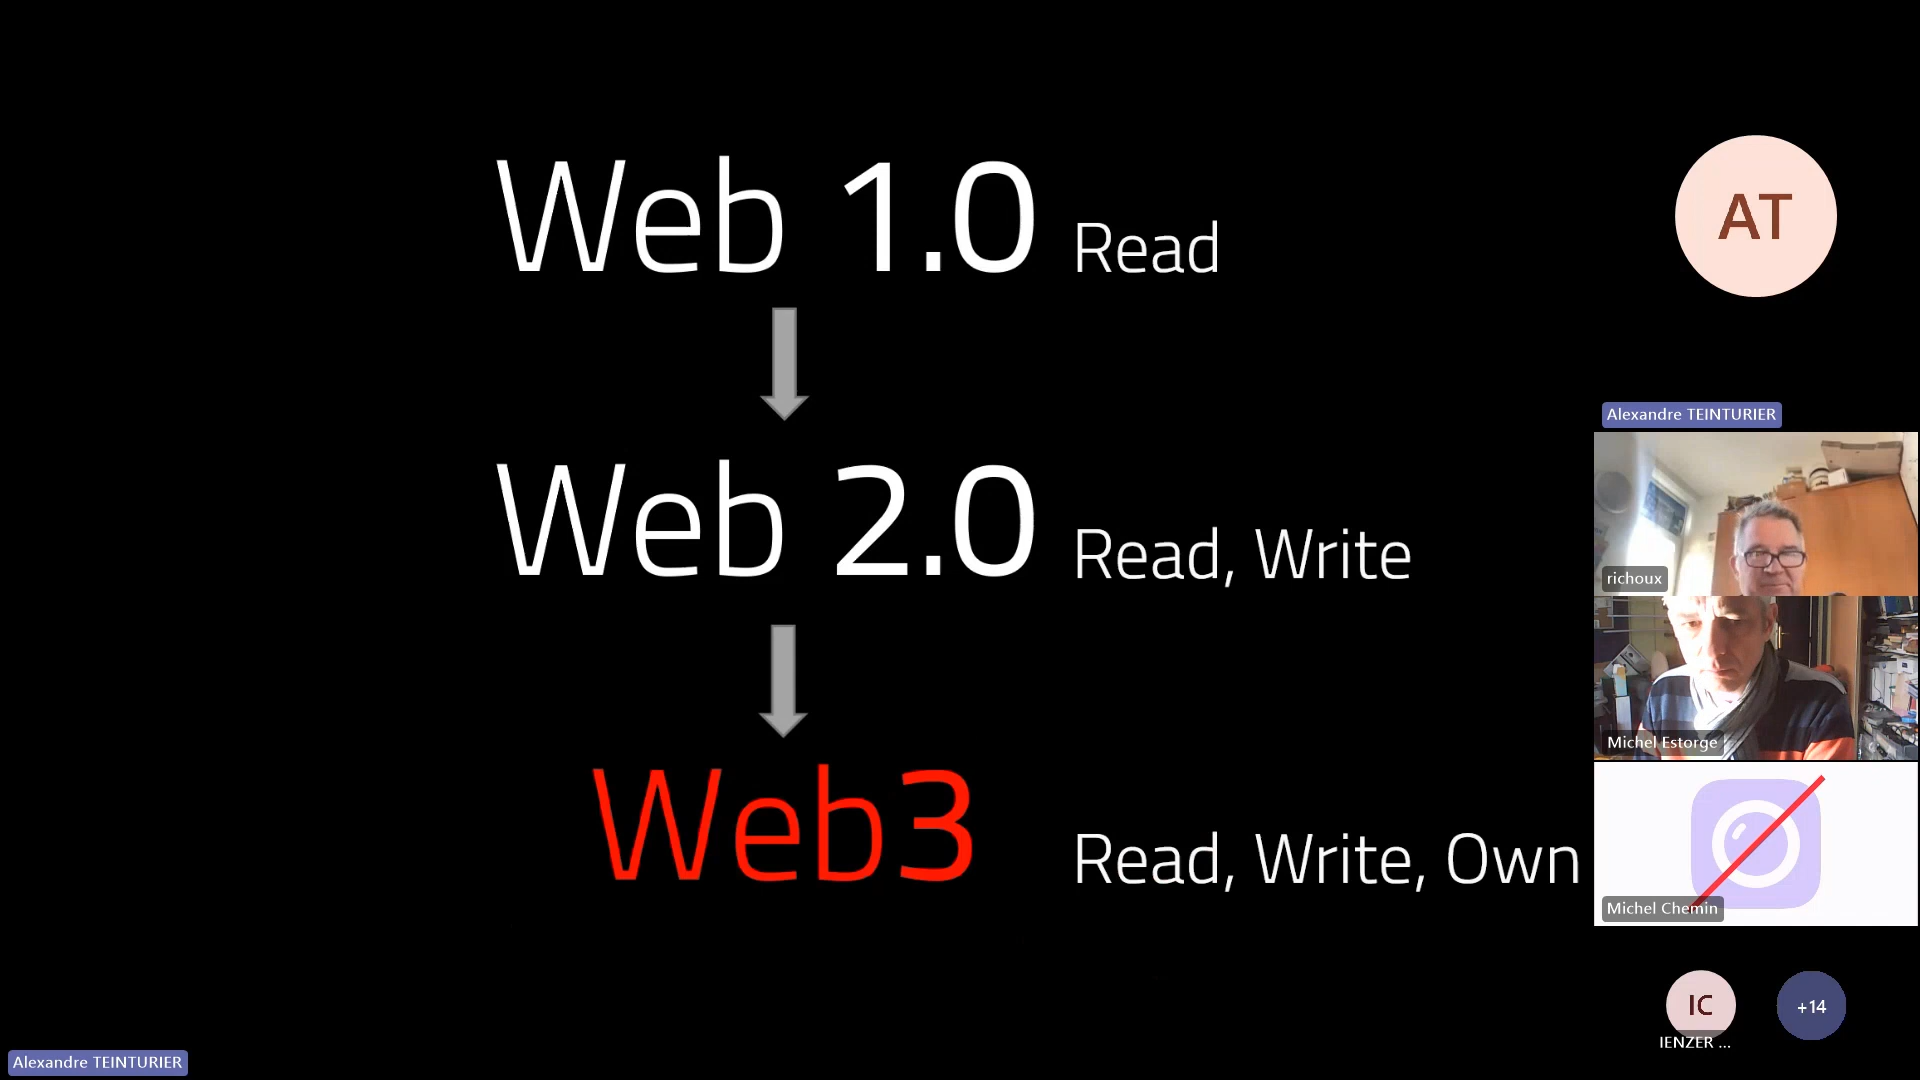 Web 1.0 Read
Web 2.0 Read, Write
Web3 Read, Write, Own
AT
Alexandre TEINTURIER
richoux
Michel Estorge
Michel Chemin
IC
IENZER ...
+14
Alexandre TEINTURIER